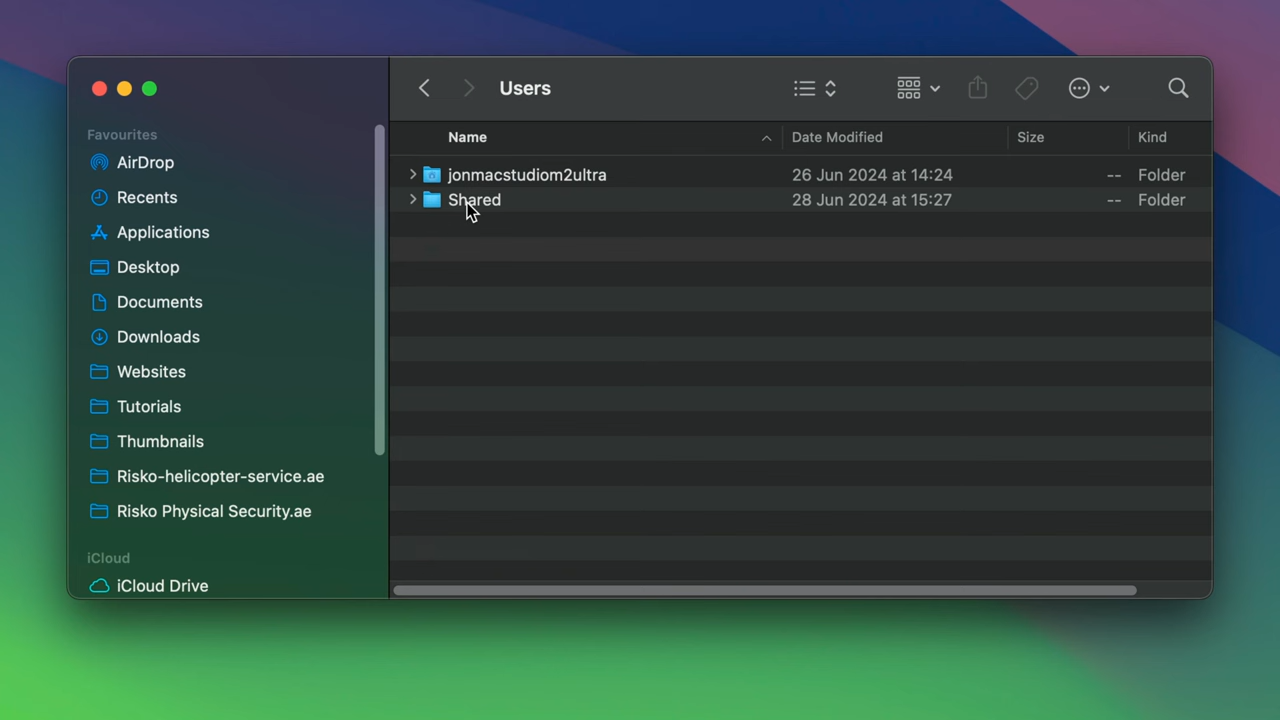 Users
Favourites
AirDrop
Recents
Applications
Desktop
Documents
Downloads
Websites
Tutorials
Thumbnails
Risko-helicopter-service.ae
Risko Physical Security.ae
iCloud
iCloud Drive
Name Date Modified Size Kind
jonmacstudiom2ultra 26 Jun 2024 at 14:24 -- Folder
Shared 28 Jun 2024 at 15:27 -- Folder